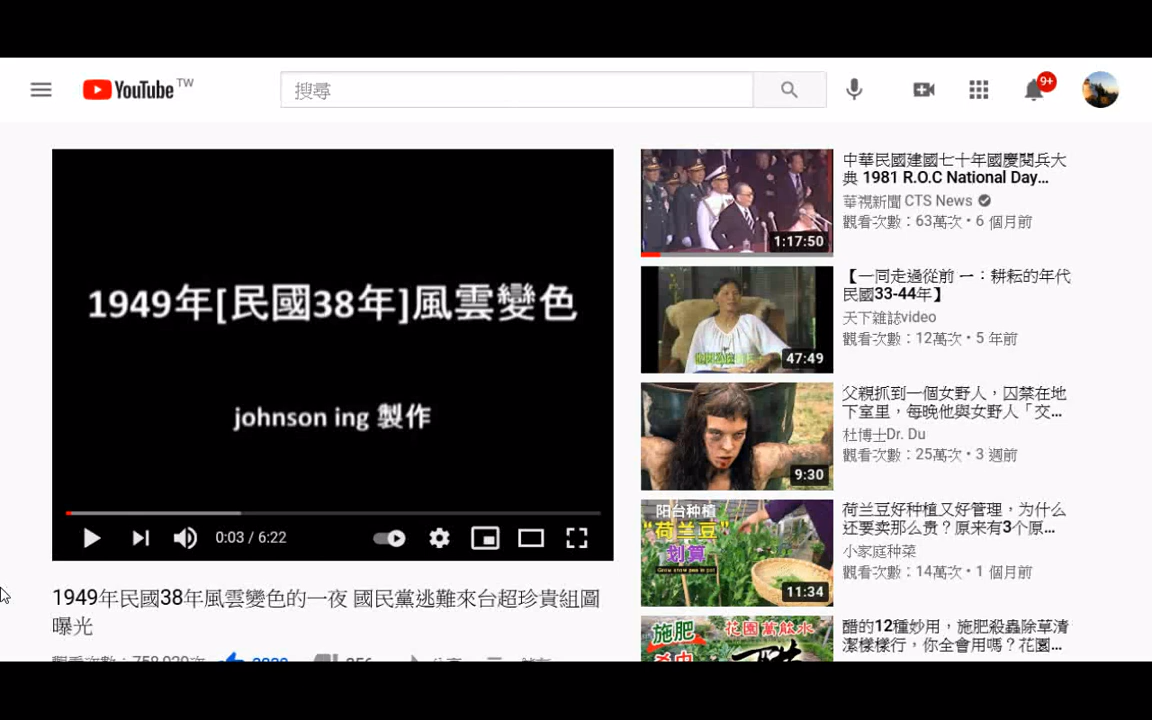 YouTube TW
搜尋
9+
1949年[民國38年]風雲變色
johnson ing 製作
0:03 / 6:22
1949年民國38年風雲變色的一夜 國民黨逃難來台超珍貴組圖
曝光
1:17:50
中華民國建國七十年國慶閱兵大
典 1981 R.O.C National Day...
華視新聞 CTS News
觀看次數：63萬次 • 6 個月前
47:49
【一同走過從前 一：耕耘的年代
民國33-44年】
天下雜誌video
觀看次數：12萬次 • 5 年前
9:30
父親抓到一個女野人，囚禁在地
下室里，每晚他與女野人「交...
杜博士Dr. Du
觀看次數：25萬次 • 3 週前
阳台种植
“荷兰豆”
划算
11:34
荷兰豆好种植又好管理，为什么
还要卖那么贵？原来有3个原...
小家庭种菜
觀看次數：14萬次 • 1 個月前
施肥
花園萬能水
醋的12種妙用，施肥殺蟲除草清
潔樣樣行，你全會用嗎？花園...